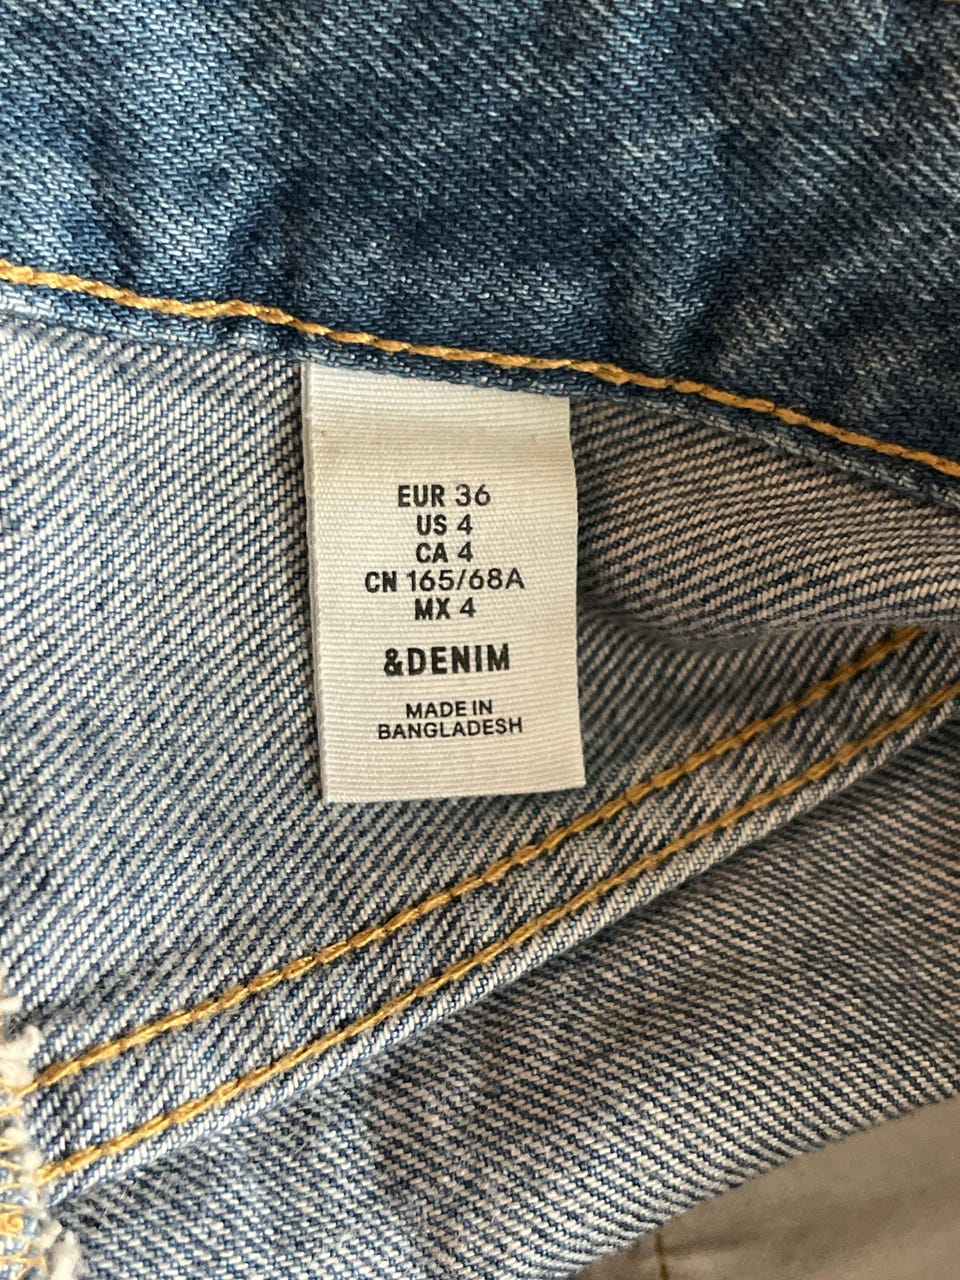 EUR 36
US 4
CA 4
CN 165/68A
MX 4
&DENIM
MADE IN
BANGLADESH